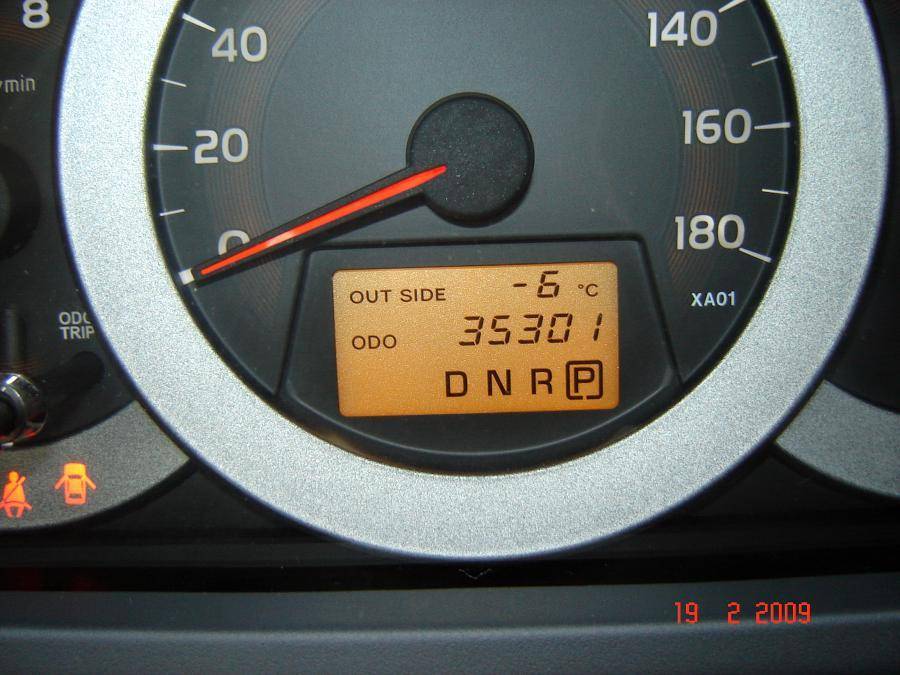 8
/min
40
20
0
140
160
180
XA01
OUT SIDE -6 °C
ODO 35301
D N R P
ODO
TRIP
19 2 2009